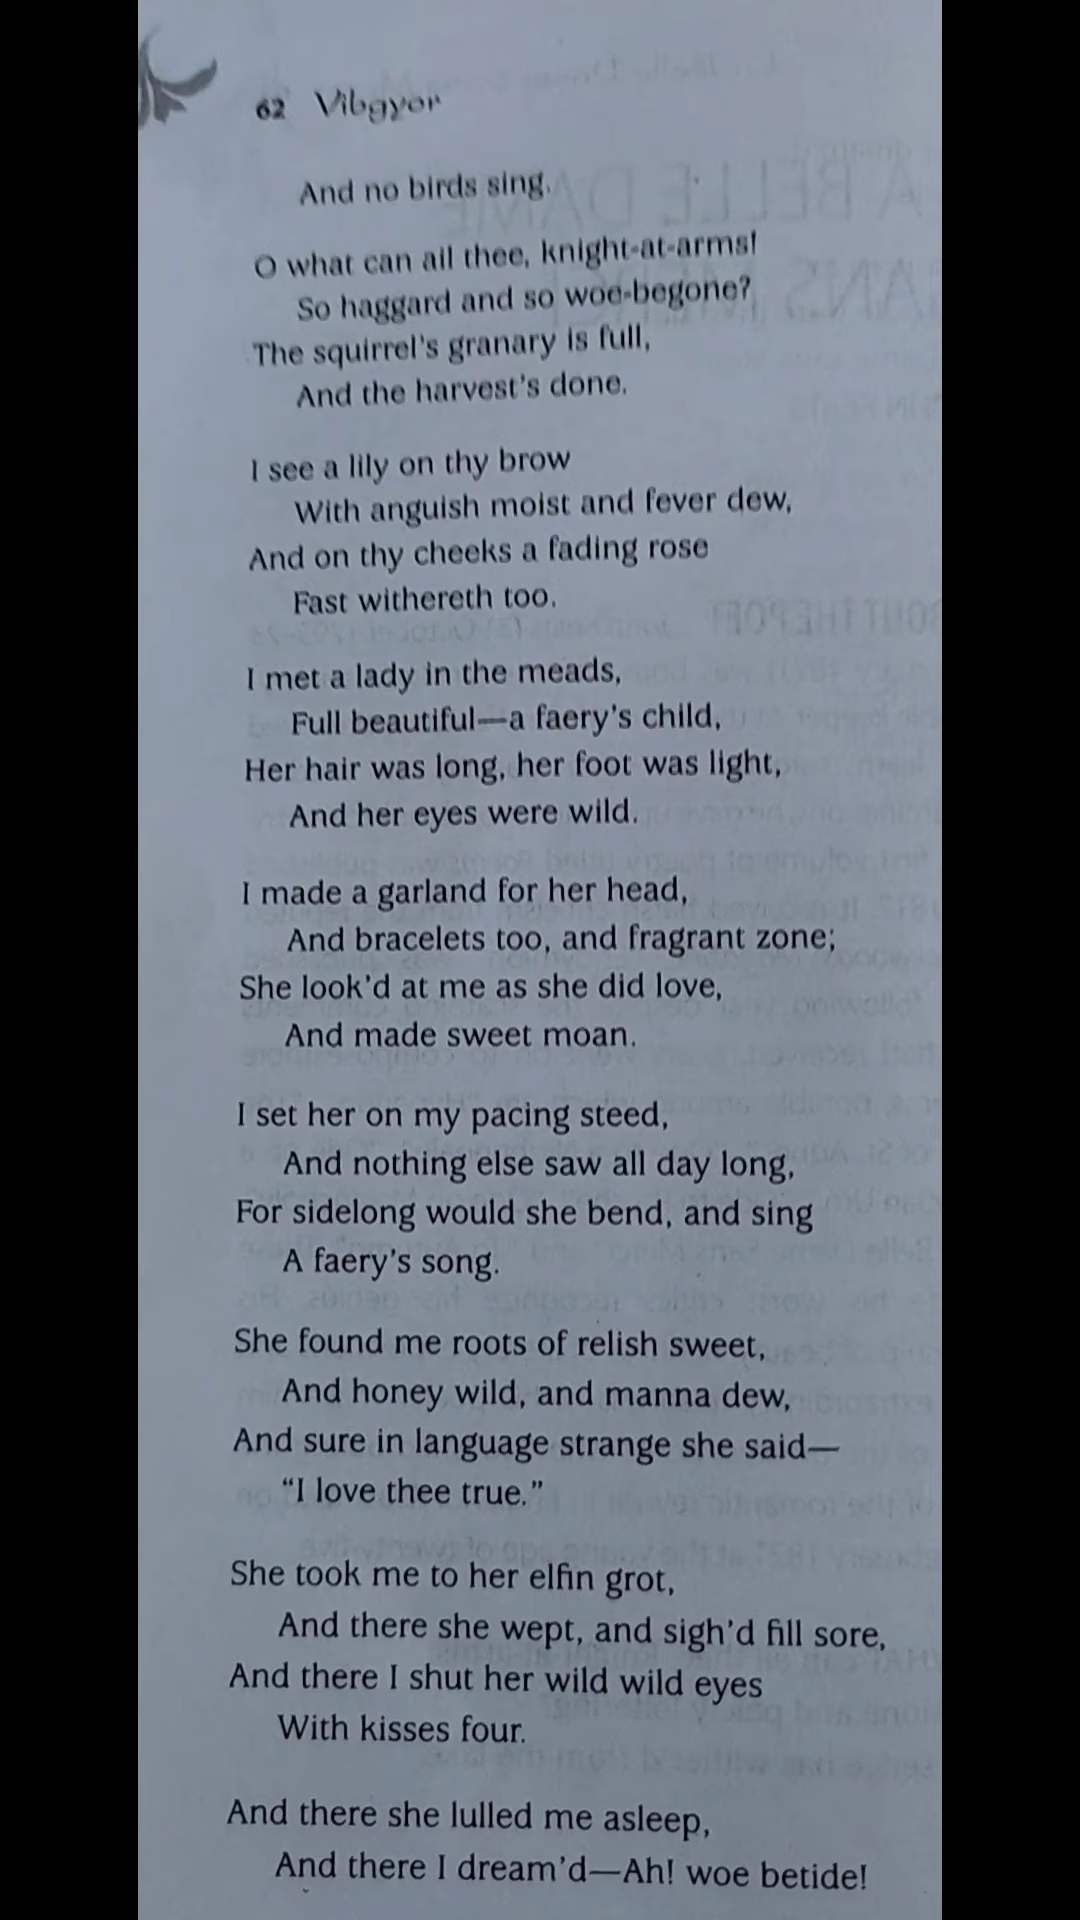 62 Vibgyor
And no birds sing.
O what can ail thee, knight-at-arms!
So haggard and so woe-begone?
The squirrel's granary is full,
And the harvest's done.
I see a lily on thy brow
With anguish moist and fever dew,
And on thy cheeks a fading rose
Fast withereth too.
I met a lady in the meads,
Full beautiful—a faery's child,
Her hair was long, her foot was light,
And her eyes were wild.
I made a garland for her head,
And bracelets too, and fragrant zone;
She look'd at me as she did love,
And made sweet moan.
I set her on my pacing steed,
And nothing else saw all day long,
For sidelong would she bend, and sing
A faery's song.
She found me roots of relish sweet,
And honey wild, and manna dew,
And sure in language strange she said—
“I love thee true.”
She took me to her elfin grot,
And there she wept, and sigh'd fill sore,
And there I shut her wild wild eyes
With kisses four.
And there she lulled me asleep,
And there I dream'd—Ah! woe betide!